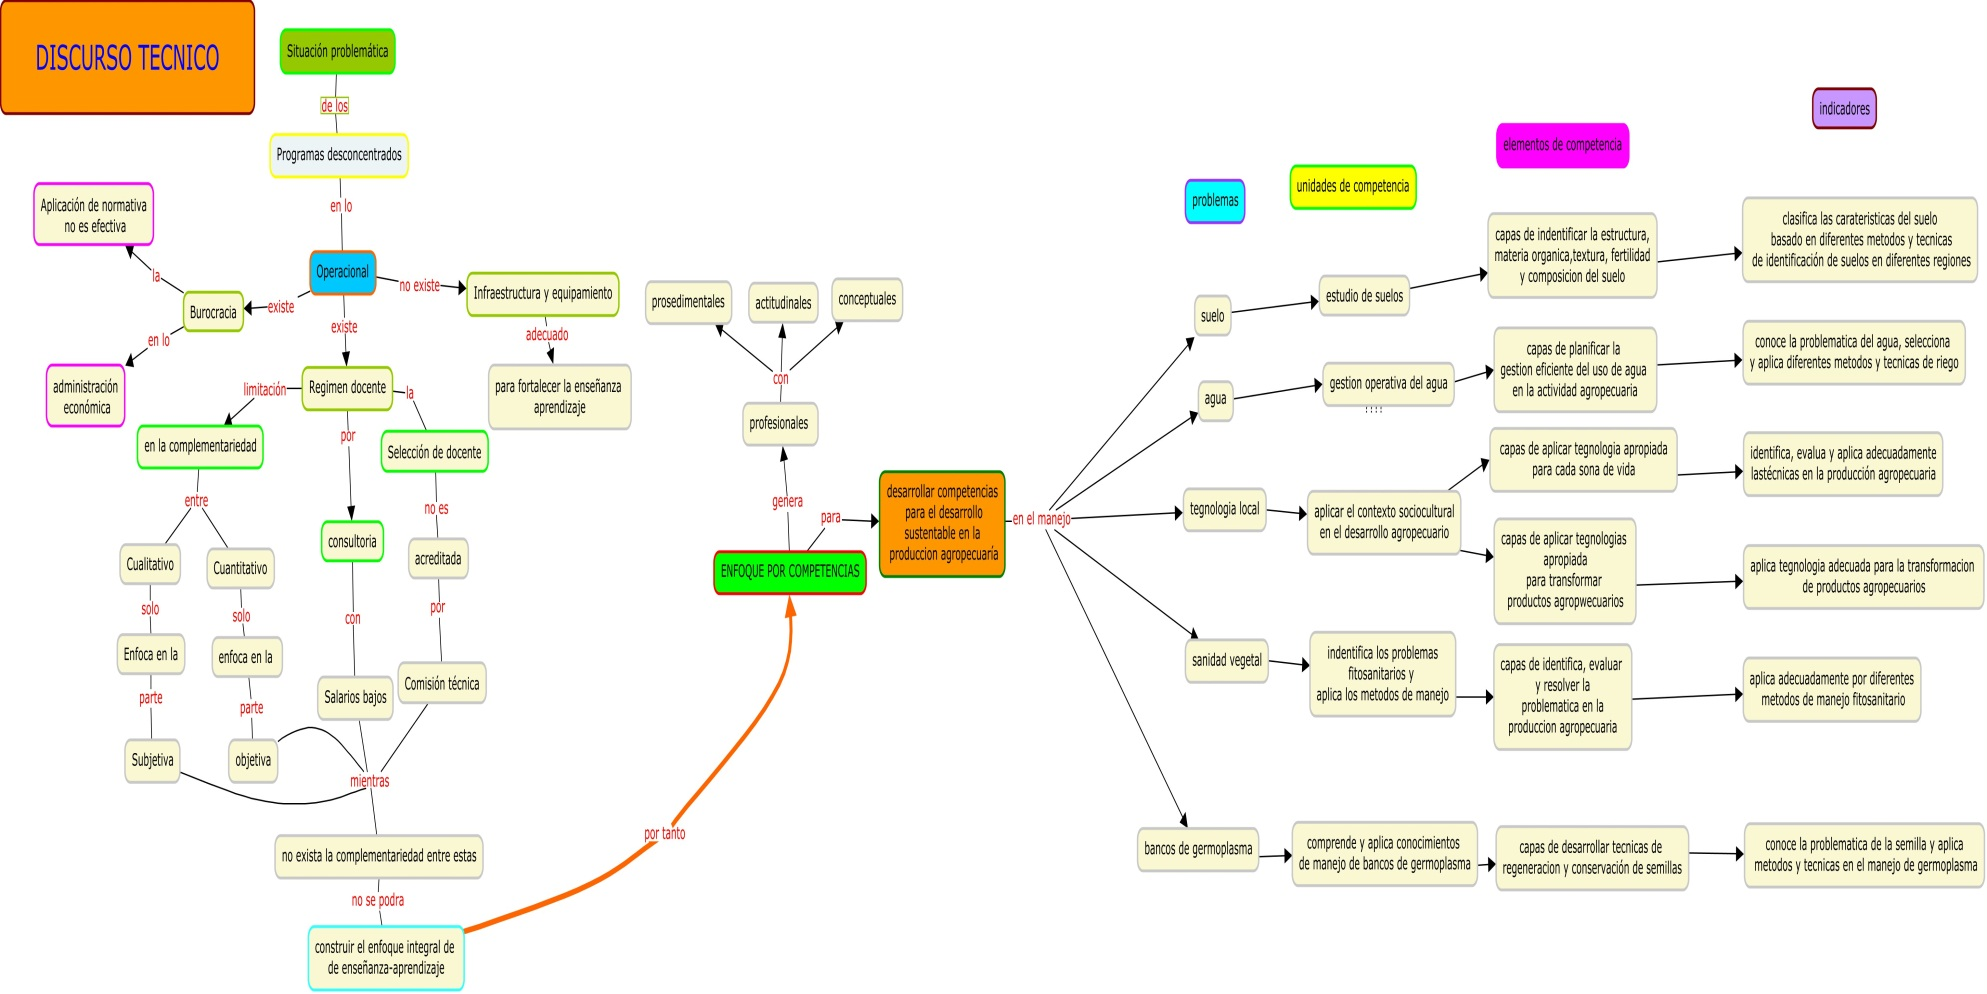 DISCURSO TECNICO
Situación problemática
de los
Programas desconcentrados
en lo
Operacional
no existe
Infraestructura y equipamiento
adecuado
para fortalecer la enseñanza
aprendizaje
existe
Burocracia
la
Aplicación de normativa
no es efectiva
en lo
administración
económica
existe
Regimen docente
limitación
en la complementariedad
entre
Cualitativo
solo
Enfoca en la
parte
Subjetiva
Cuantitativo
solo
enfoca en la
parte
objetiva
por
consultoria
con
Salarios bajos
la
Selección de docente
no es
acreditada
por
Comisión técnica
mientras
no exista la complementariedad entre estas
no se podra
construir el enfoque integral de
de enseñanza-aprendizaje
por tanto
ENFOQUE POR COMPETENCIAS
genera
profesionales
con
prosedimentales
actitudinales
conceptuales
para
desarrollar competencias
para el desarrollo
sustentable en la
produccion agropecuaría
en el manejo
problemas
unidades de competencia
elementos de competencia
indicadores
suelo
estudio de suelos
capas de indentificar la estructura,
materia organica,textura, fertilidad
y composicion del suelo
clasifica las carateristicas del suelo
basado en diferentes metodos y tecnicas
de identificación de suelos en diferentes regiones
agua
gestion operativa del agua
capas de planificar la
gestion eficiente del uso de agua
en la actividad agropecuaria
conoce la problematica del agua, selecciona
y aplica diferentes metodos y tecnicas de riego
tegnologia local
aplicar el contexto sociocultural
en el desarrollo agropecuario
capas de aplicar tegnologia apropiada
para cada sona de vida
identifica, evalua y aplica adecuadamente
lastécnicas en la producción agropecuaria
capas de aplicar tegnologias
apropiada
para transformar
productos agropwecuarios
aplica tegnologia adecuada para la transformacion
de productos agropecuarios
sanidad vegetal
indentifica los problemas
fitosanitarios y
aplica los metodos de manejo
capas de identifica, evaluar
y resolver la
problematica en la
produccion agropecuaria
aplica adecuadamente por diferentes
metodos de manejo fitosanitario
bancos de germoplasma
comprende y aplica conocimientos
de manejo de bancos de germoplasma
capas de desarrollar tecnicas de
regeneracion y conservación de semillas
conoce la problematica de la semilla y aplica
metodos y tecnicas en el manejo de germoplasma